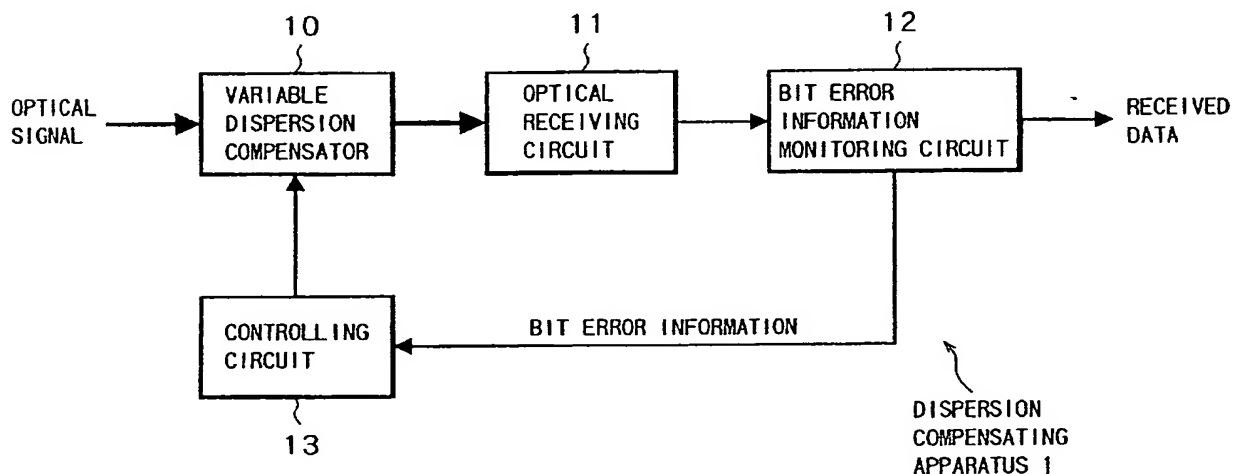 10
11
12
OPTICAL
SIGNAL
VARIABLE
DISPERSION
COMPENSATOR
OPTICAL
RECEIVING
CIRCUIT
BIT ERROR
INFORMATION
MONITORING CIRCUIT
RECEIVED
DATA
CONTROLLING
CIRCUIT
BIT ERROR INFORMATION
13
DISPERSION
COMPENSATING
APPARATUS 1